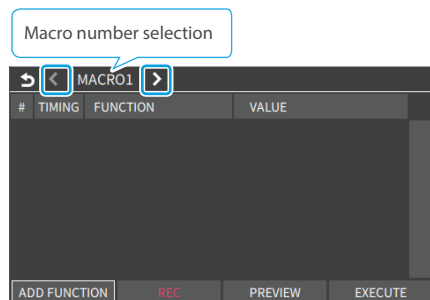 Macro number selection
MACRO1
# TIMING FUNCTION VALUE
ADD FUNCTION REC PREVIEW EXECUTE